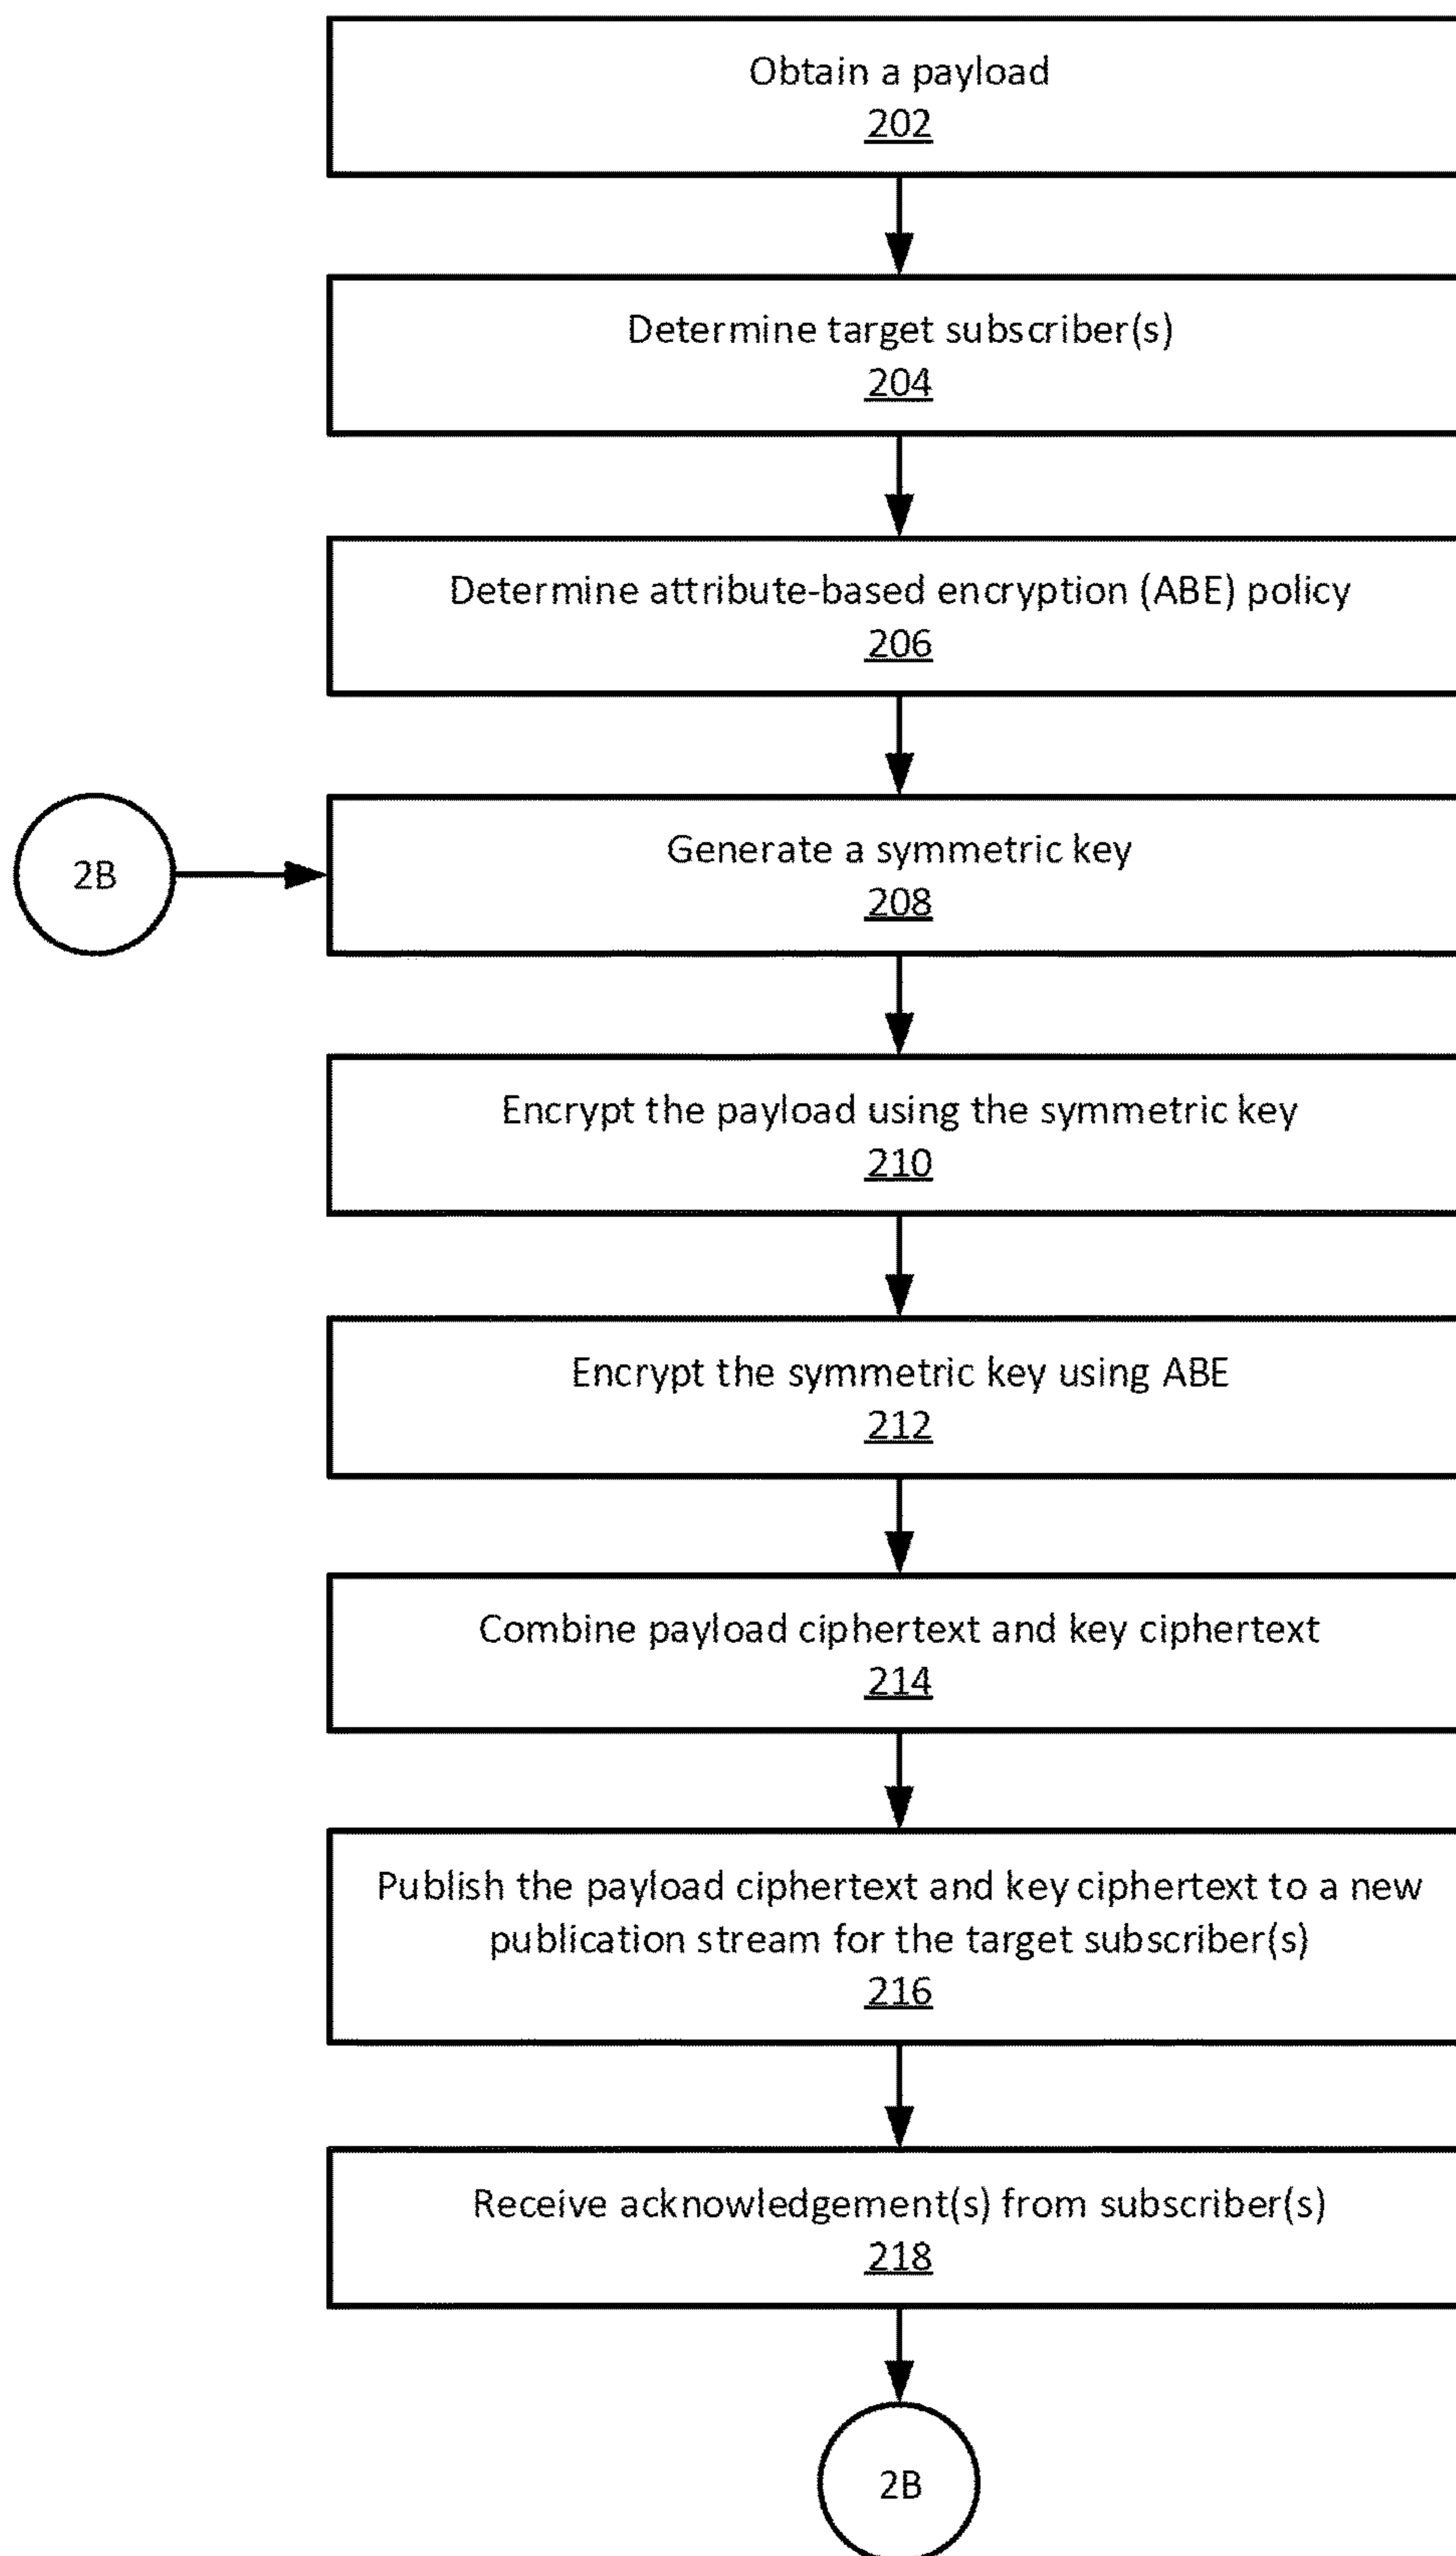 Obtain a payload
202
Determine target subscriber(s)
204
Determine attribute-based encryption (ABE) policy
206
2B
Generate a symmetric key
208
Encrypt the payload using the symmetric key
210
Encrypt the symmetric key using ABE
212
Combine payload ciphertext and key ciphertext
214
Publish the payload ciphertext and key ciphertext to a new
publication stream for the target subscriber(s)
216
Receive acknowledgement(s) from subscriber(s)
218
2B